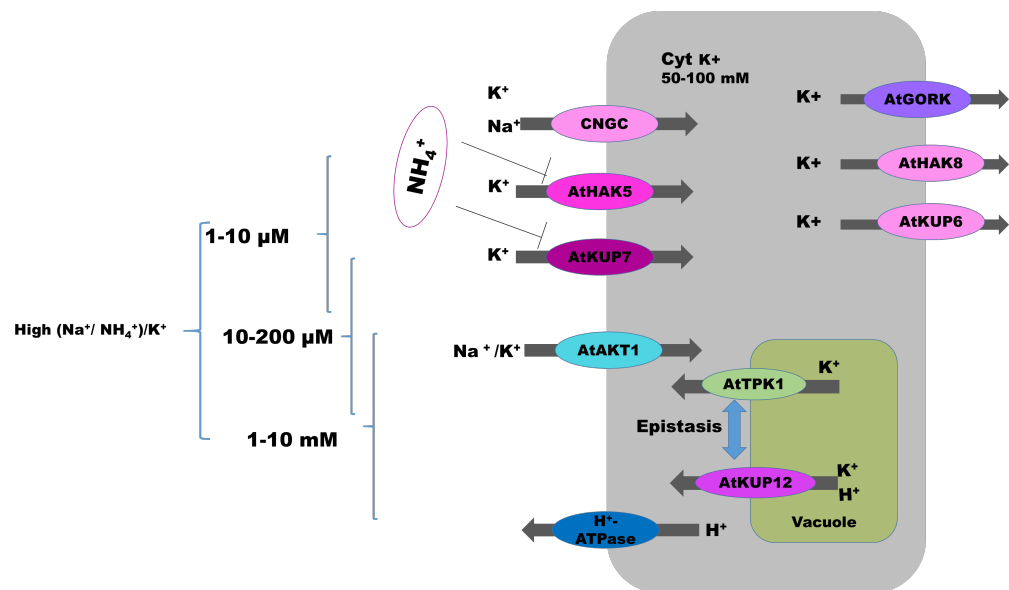 Cyt K+
50-100 mM
K⁺
Na⁺
CNGC
NH₄⁺
K⁺
AtHAK5
K⁺
AtKUP7
K+
AtGORK
K+
AtHAK8
K+
AtKUP6
1-10 µM
High (Na⁺/ NH₄⁺)/K⁺
10-200 µM
1-10 mM
Na ⁺ /K⁺
AtAKT1
AtTPK1
K⁺
Epistasis
AtKUP12
K⁺
H⁺
Vacuole
H⁺-
ATPase
H⁺